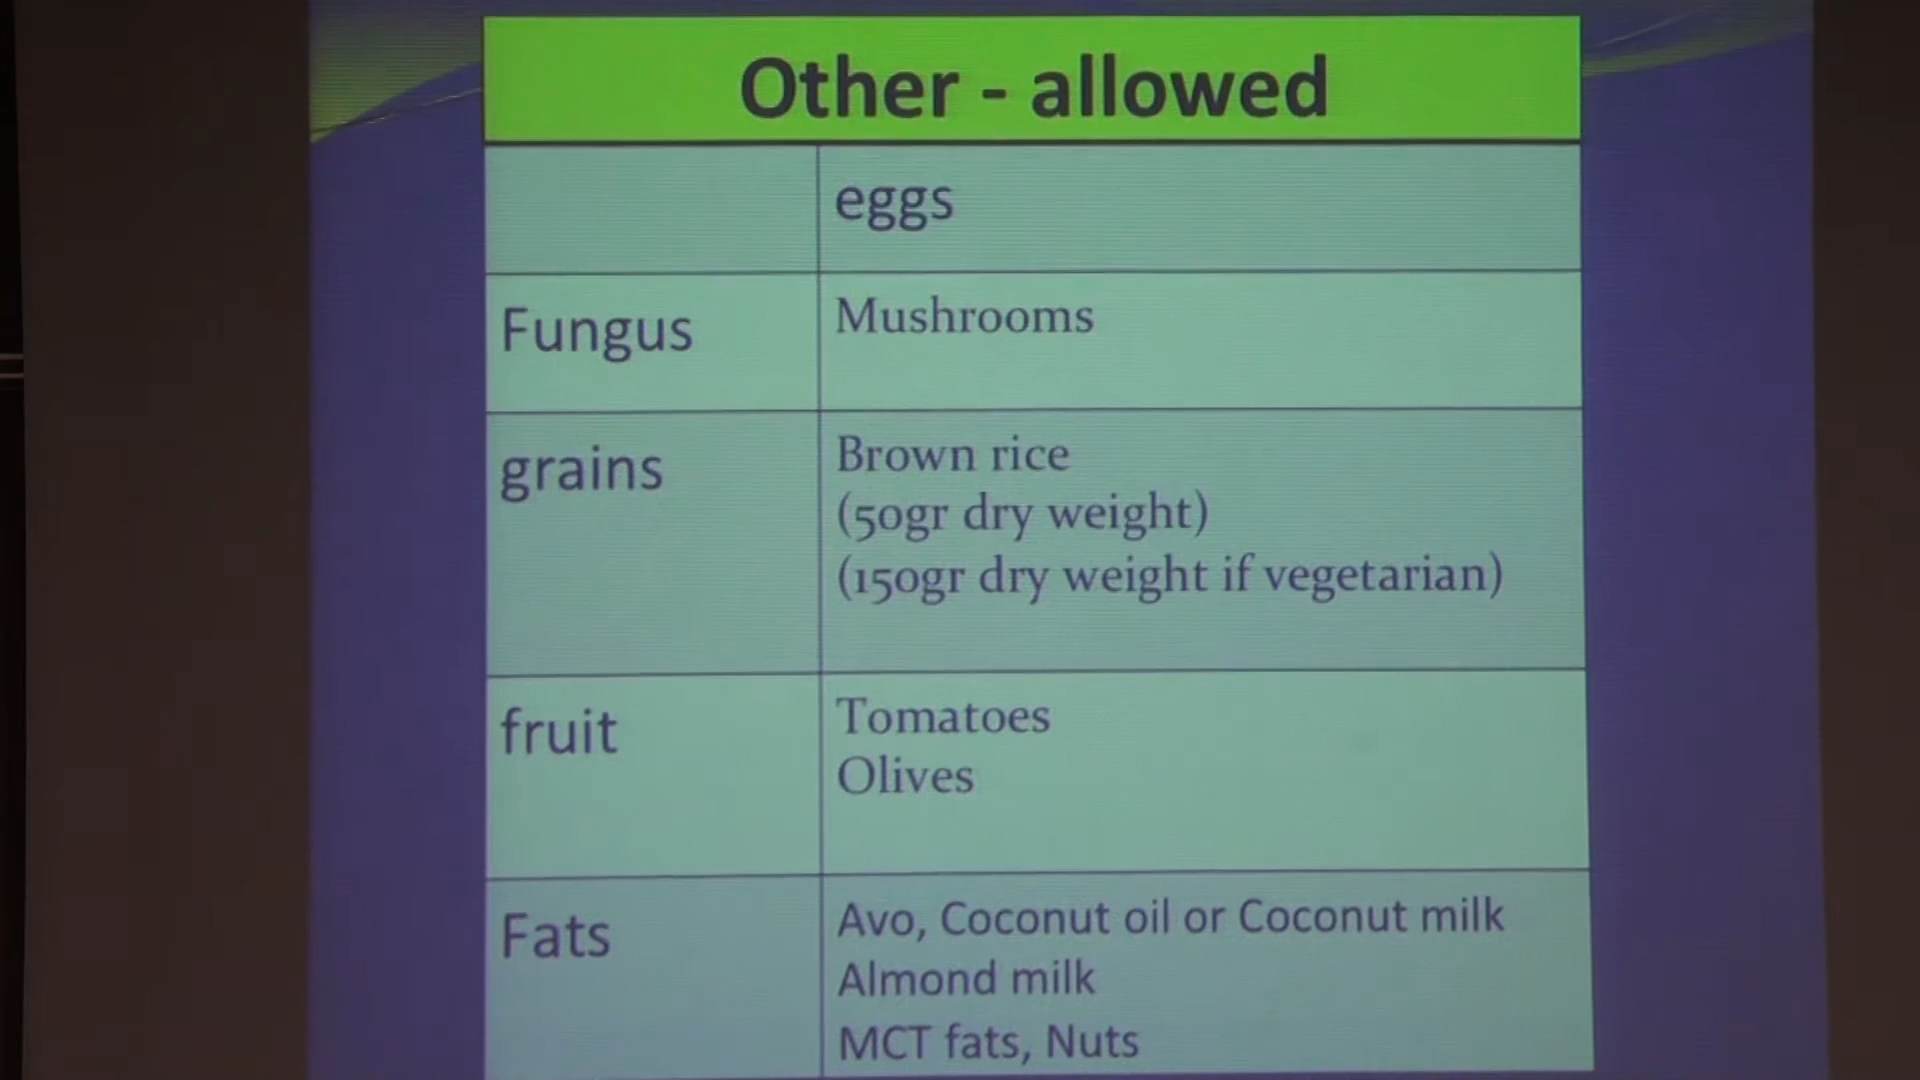 Other - allowed
eggs
Fungus
Mushrooms
grains
Brown rice
(50gr dry weight)
(150gr dry weight if vegetarian)
fruit
Tomatoes
Olives
Fats
Avo, Coconut oil or Coconut milk
Almond milk
MCT fats, Nuts